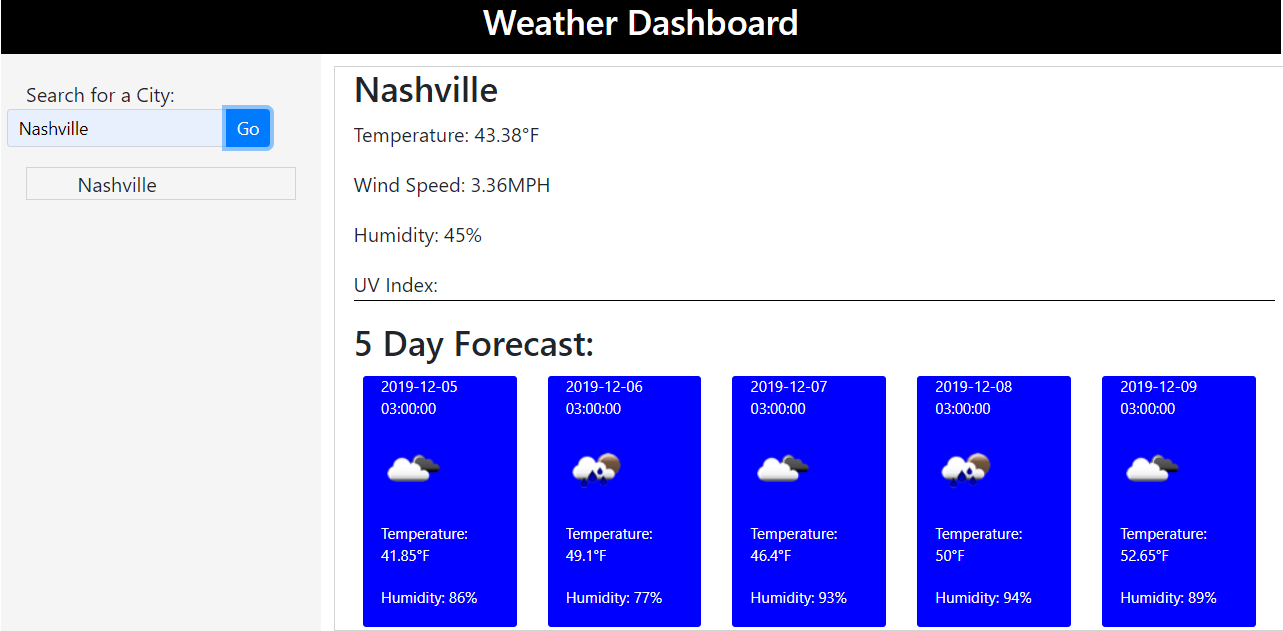 Weather Dashboard
Search for a City:
Nashville
Go
Nashville
Nashville
Temperature: 43.38°F
Wind Speed: 3.36MPH
Humidity: 45%
UV Index:
5 Day Forecast:
2019-12-05
03:00:00
Temperature:
41.85°F
Humidity: 86%
2019-12-06
03:00:00
Temperature:
49.1°F
Humidity: 77%
2019-12-07
03:00:00
Temperature:
46.4°F
Humidity: 93%
2019-12-08
03:00:00
Temperature:
50°F
Humidity: 94%
2019-12-09
03:00:00
Temperature:
52.65°F
Humidity: 89%